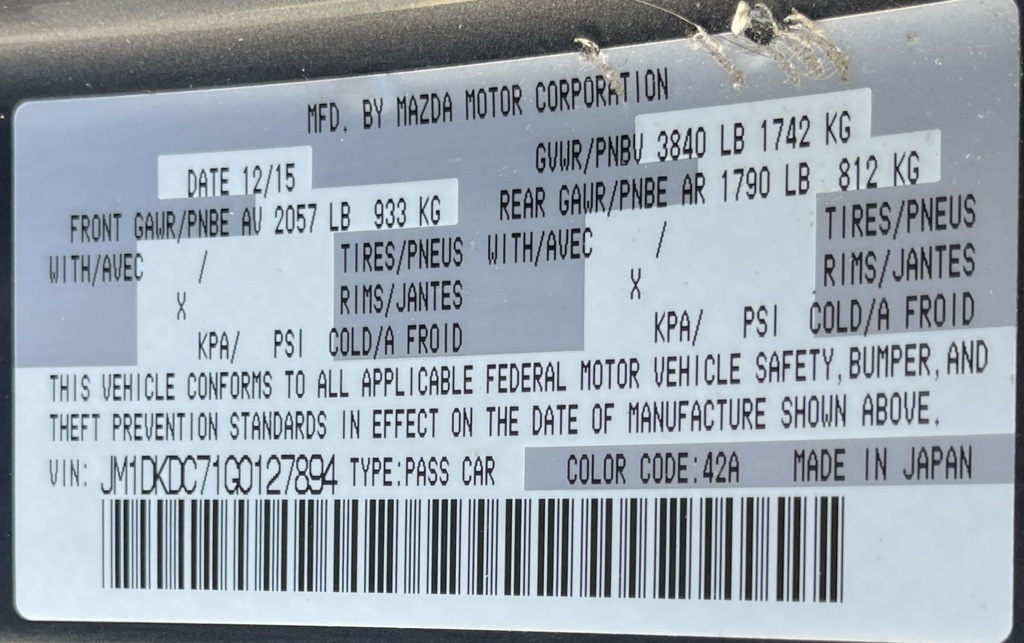 MFD. BY MAZDA MOTOR CORPORATION
DATE 12/15 GVWR/PNBV 3840 LB 1742 KG
FRONT GAWR/PNBE AV 2057 LB 933 KG REAR GAWR/PNBE AR 1790 LB 812 KG
WITH/AVEC / TIRES/PNEUS WITH/AVEC / TIRES/PNEUS
X RIMS/JANTES X RIMS/JANTES
KPA/ PSI COLD/A FROID KPA/ PSI COLD/A FROID
THIS VEHICLE CONFORMS TO ALL APPLICABLE FEDERAL MOTOR VEHICLE SAFETY, BUMPER, AND
THEFT PREVENTION STANDARDS IN EFFECT ON THE DATE OF MANUFACTURE SHOWN ABOVE.
VIN: JM1DKDC71G0127894 TYPE:PASS CAR COLOR CODE:42A MADE IN JAPAN